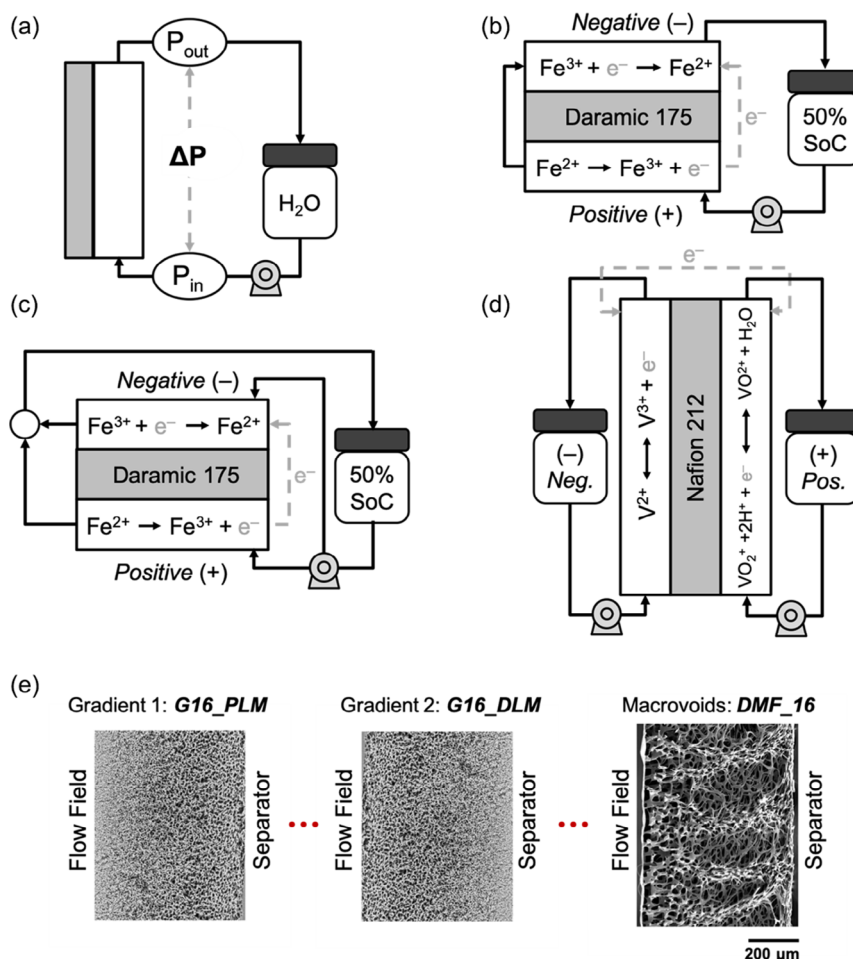 (a)
P_out
ΔP
H₂O
P_in
(b)
Negative (–)
Fe³⁺ + e⁻ → Fe²⁺
Daramic 175
e⁻
Fe²⁺ → Fe³⁺ + e⁻
Positive (+)
50%
SoC
(c)
Negative (–)
Fe³⁺ + e⁻ → Fe²⁺
Daramic 175
e⁻
Fe²⁺ → Fe³⁺ + e⁻
Positive (+)
50%
SoC
(d)
e⁻
(–)
Neg.
V²⁺ ↔ V³⁺ + e⁻
Nafion 212
VO₂⁺ +2H⁺ + e⁻ ↔ VO²⁺ + H₂O
(+)
Pos.
(e)
Gradient 1: G16_PLM
Flow Field
Separator
Gradient 2: G16_DLM
Flow Field
Separator
Macrovoids: DMF_16
Flow Field
Separator
200 µm